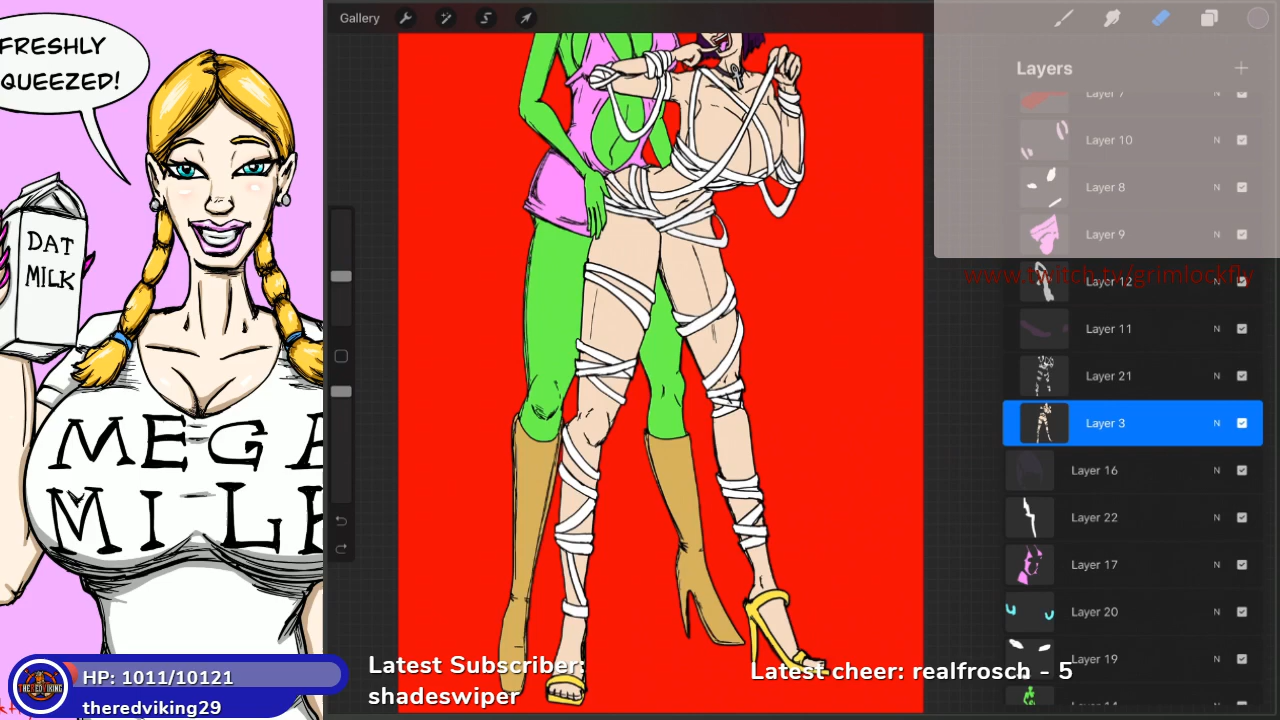 FRESHLY
QUEEZED!
DAT
MILK
MEGA
MILK
HP: 1011/10121
theredviking29
Gallery
Layers
Layer 7
N
Layer 10
N
Layer 8
N
Layer 9
N
www.twitch.tv/grimlockfly
Layer 12
Layer 11
N
Layer 21
N
Layer 3
N
Layer 16
N
Layer 22
N
Layer 17
N
Layer 20
N
Layer 19
N
Latest Subscriber:
shadeswiper
Latest cheer: realfrosch - 5